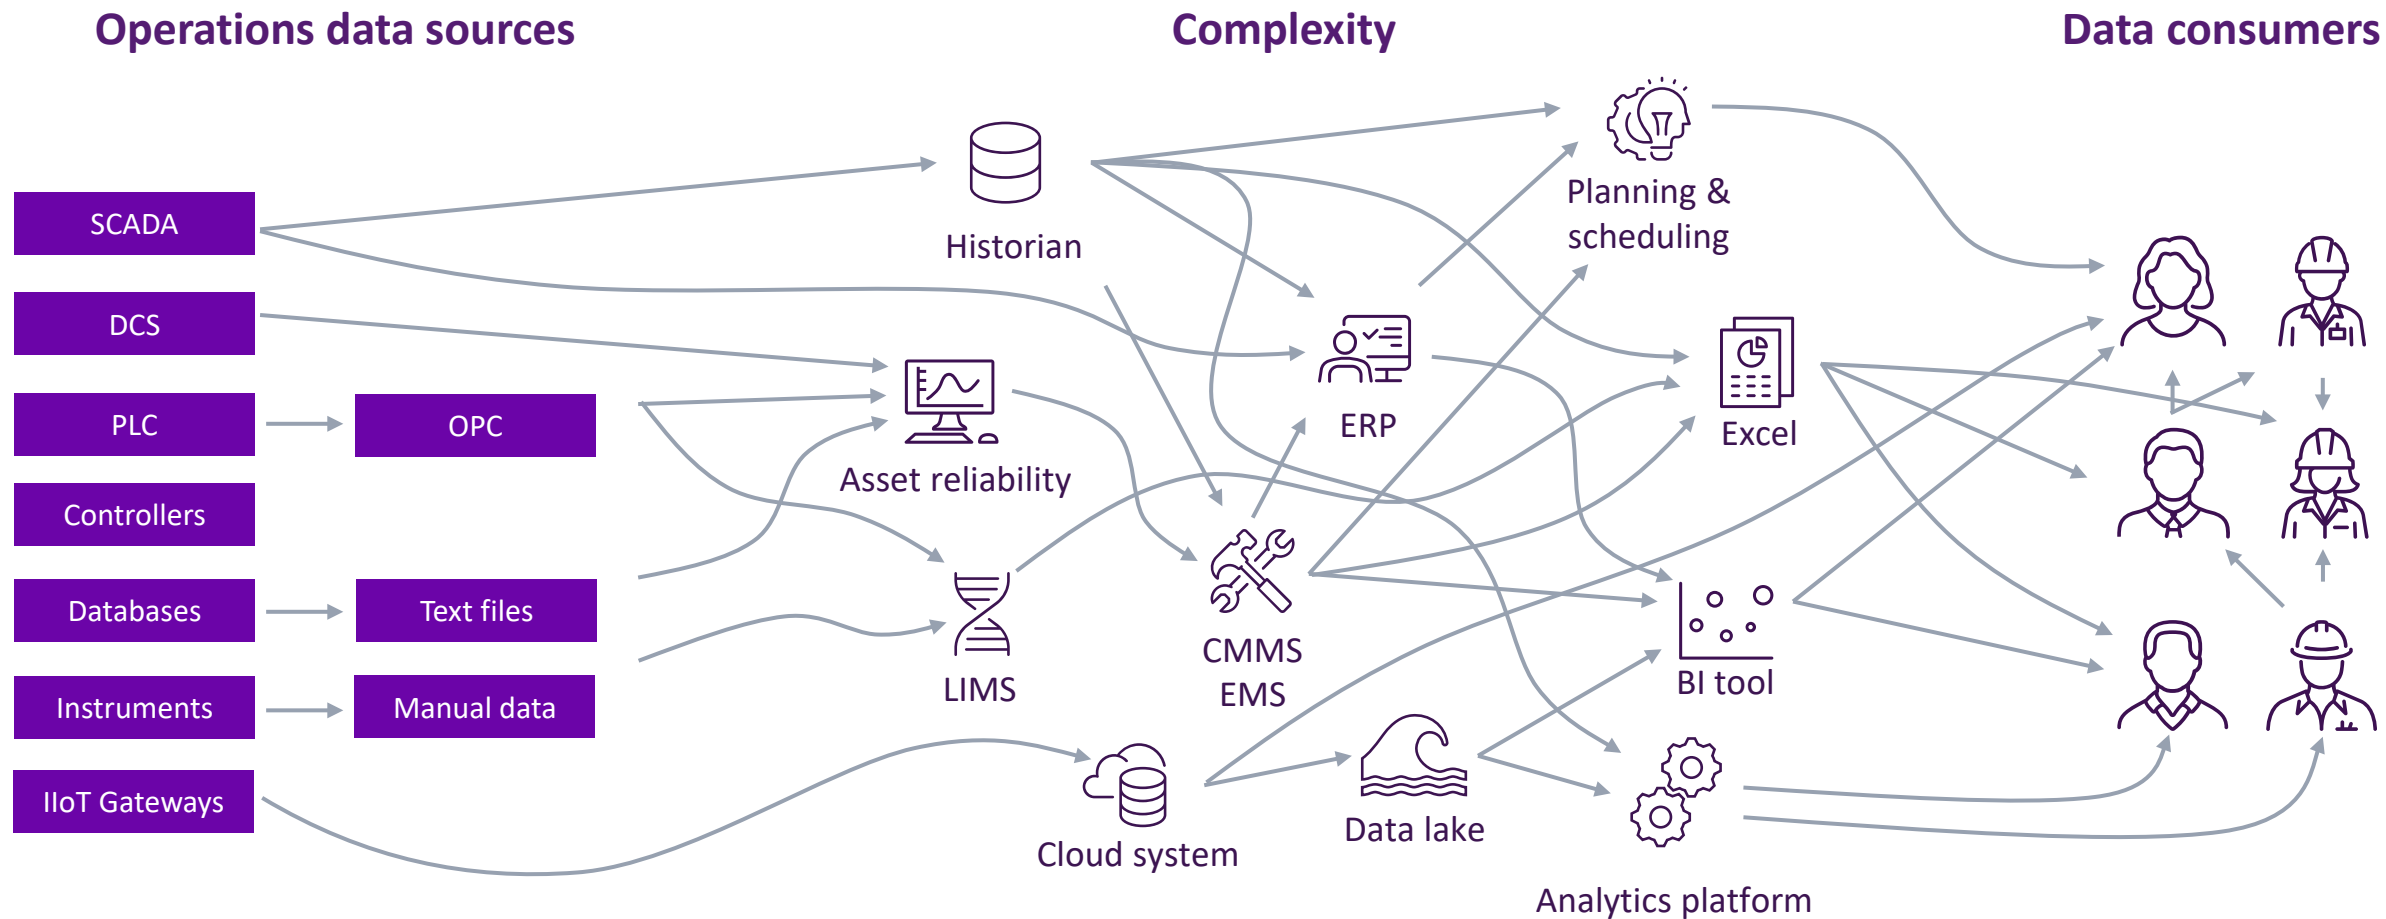 Operations data sources
Complexity
Data consumers
SCADA
DCS
PLC
OPC
Controllers
Databases
Text files
Instruments
Manual data
IIoT Gateways
Historian
Planning &
scheduling
ERP
Excel
Asset reliability
LIMS
CMMS
EMS
BI tool
Cloud system
Data lake
Analytics platform